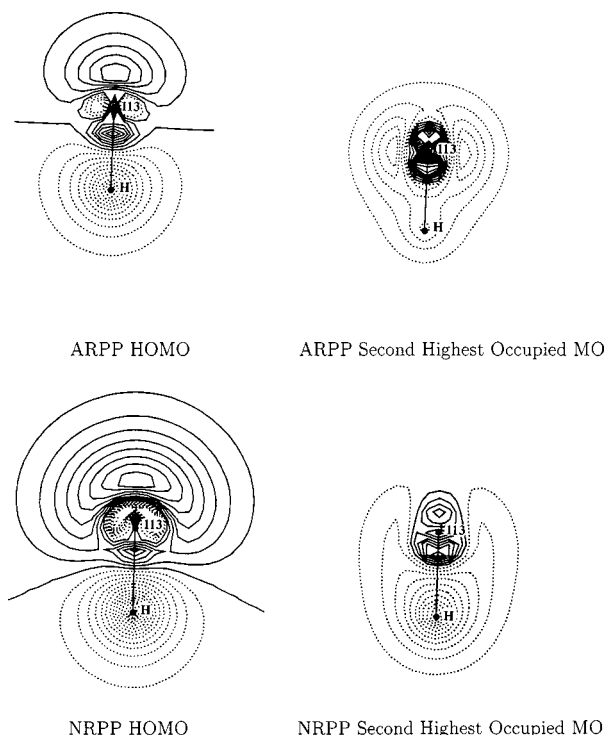 113
H
113
H
ARPP HOMO
ARPP Second Highest Occupied MO
113
H
113
H
NRPP HOMO
NRPP Second Highest Occupied MO